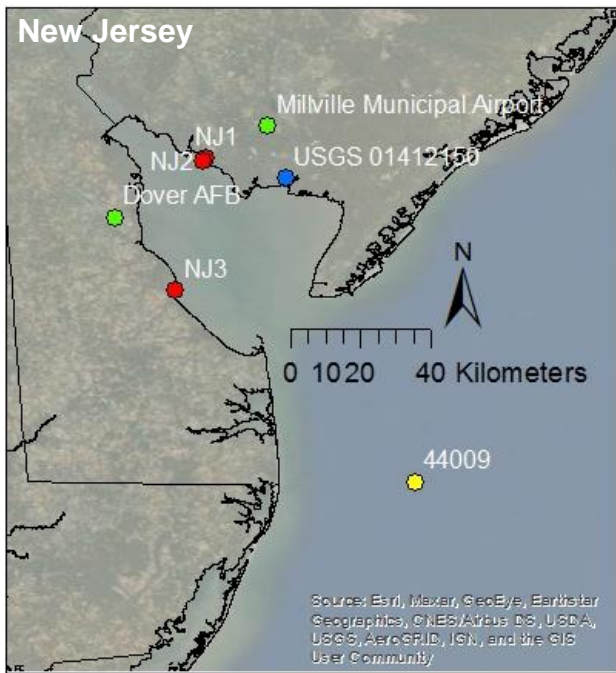 New Jersey
Millville Municipal Airport
NJ1
NJ2
USGS 01412150
Dover AFB
NJ3
N
0 10 20 40 Kilometers
44009
Source: Esri, Maxar, GeoEye, Earthstar
Geographics, CNES/Airbus DS, USDA,
USGS, AeroGRID, IGN, and the GIS
User Community